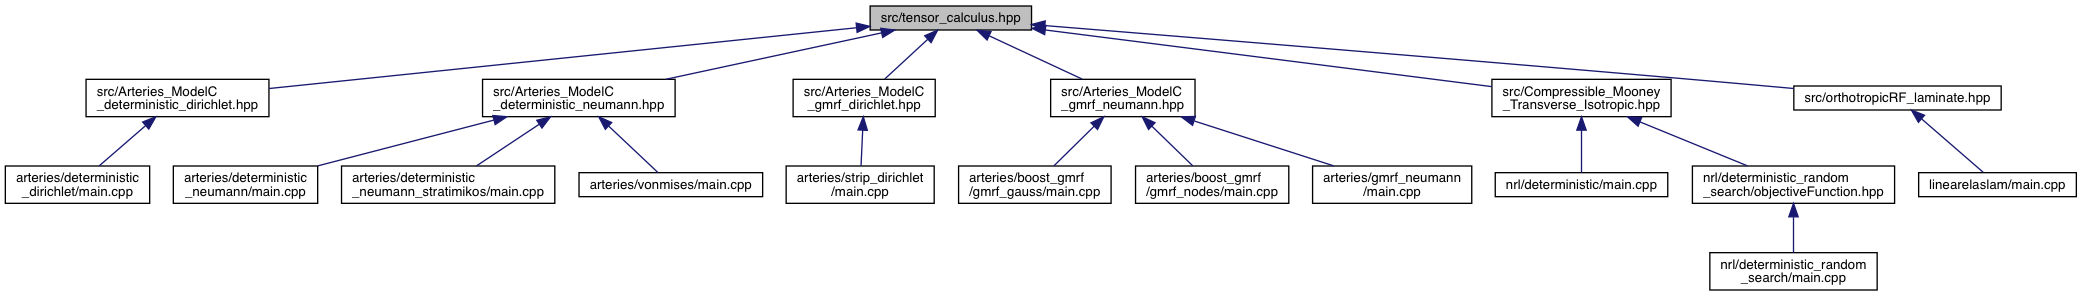 src/tensor_calculus.hpp
src/Arteries_ModelC
_deterministic_dirichlet.hpp
src/Arteries_ModelC
_deterministic_neumann.hpp
src/Arteries_ModelC
_gmrf_dirichlet.hpp
src/Arteries_ModelC
_gmrf_neumann.hpp
src/Compressible_Mooney
_Transverse_Isotropic.hpp
src/orthotropicRF_laminate.hpp
arteries/deterministic
_dirichlet/main.cpp
arteries/deterministic
_neumann/main.cpp
arteries/deterministic
_neumann_stratimikos/main.cpp
arteries/vonmises/main.cpp
arteries/strip_dirichlet
/main.cpp
arteries/boost_gmrf
/gmrf_gauss/main.cpp
arteries/boost_gmrf
/gmrf_nodes/main.cpp
arteries/gmrf_neumann
/main.cpp
nrl/deterministic/main.cpp
nrl/deterministic_random
_search/objectiveFunction.hpp
linearelaslam/main.cpp
nrl/deterministic_random
_search/main.cpp